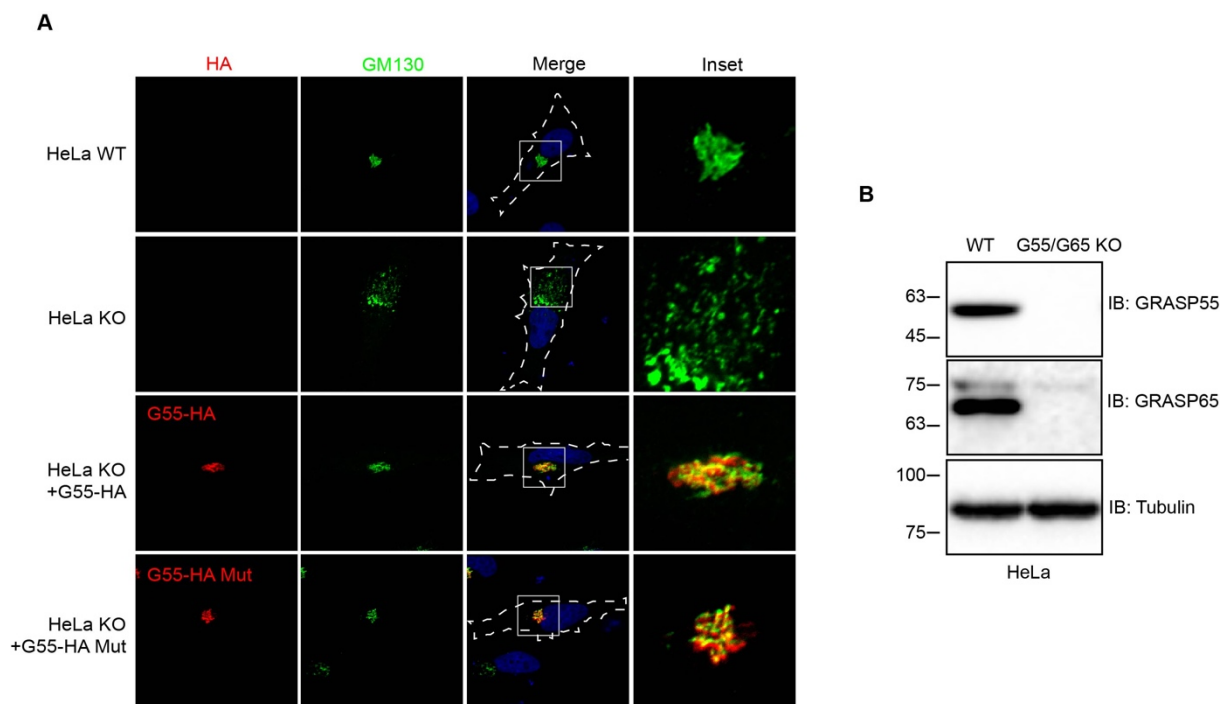 A
HA GM130 Merge Inset
HeLa WT
HeLa KO
G55-HA
HeLa KO
+G55-HA
G55-HA Mut
HeLa KO
+G55-HA Mut
B
WT G55/G65 KO
63
45
IB: GRASP55
75
63
IB: GRASP65
100
75
IB: Tubulin
HeLa